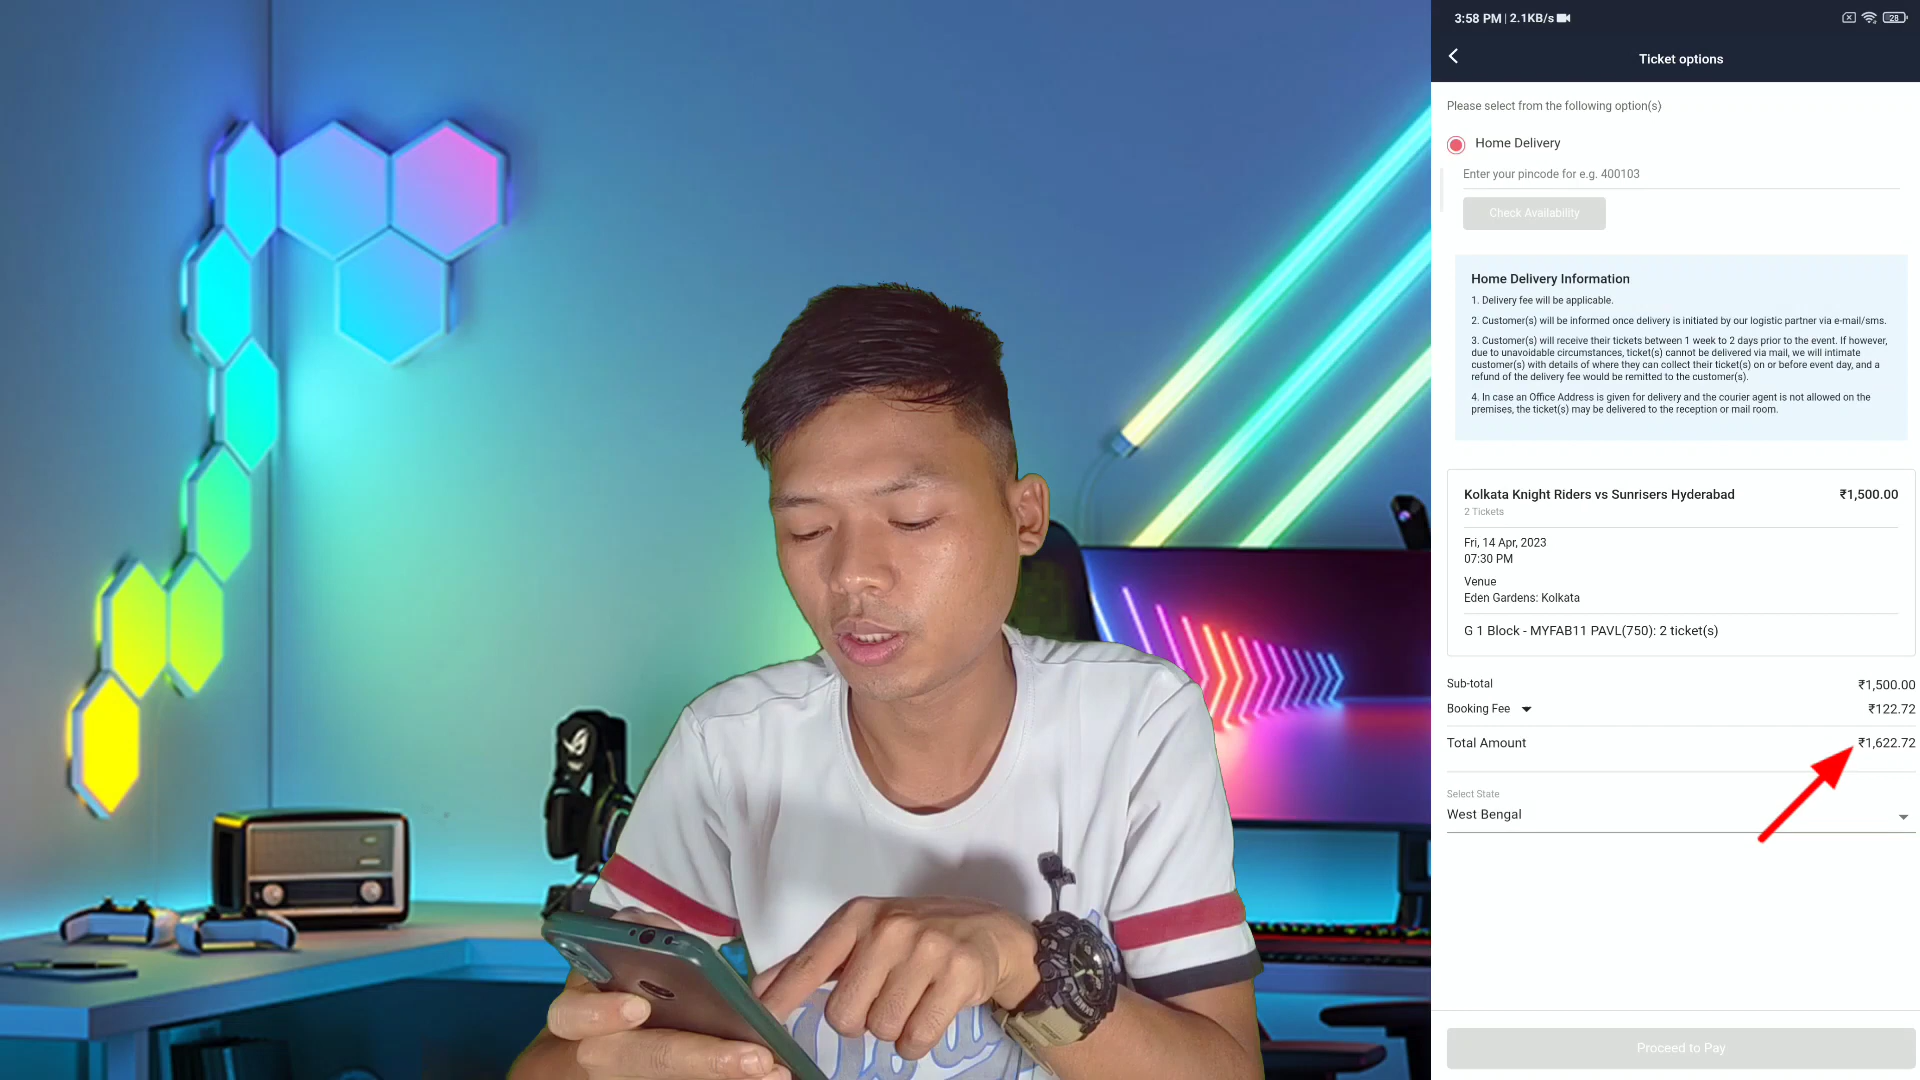 3:58 PM | 2.1KB/s
28
Ticket options
Please select from the following option(s)
Home Delivery
Enter your pincode for e.g. 400103
Check Availability
Home Delivery Information
1. Delivery fee will be applicable.
2. Customer(s) will be informed once delivery is initiated by our logistic partner via e-mail/sms.
3. Customer(s) will receive their tickets between 1 week to 2 days prior to the event. If however,
due to unavoidable circumstances, ticket(s) cannot be delivered via mail, we will intimate
customer(s) with details of where they can collect their ticket(s) on or before event day, and a
refund of the delivery fee would be remitted to the customer(s).
4. In case an Office Address is given for delivery and the courier agent is not allowed on the
premises, the ticket(s) may be delivered to the reception or mail room.
Kolkata Knight Riders vs Sunrisers Hyderabad ₹1,500.00
2 Tickets
Fri, 14 Apr, 2023
07:30 PM
Venue
Eden Gardens: Kolkata
G 1 Block - MYFAB11 PAVL(750): 2 ticket(s)
Sub-total ₹1,500.00
Booking Fee ₹122.72
Total Amount ₹1,622.72
Select State
West Bengal
Proceed to Pay